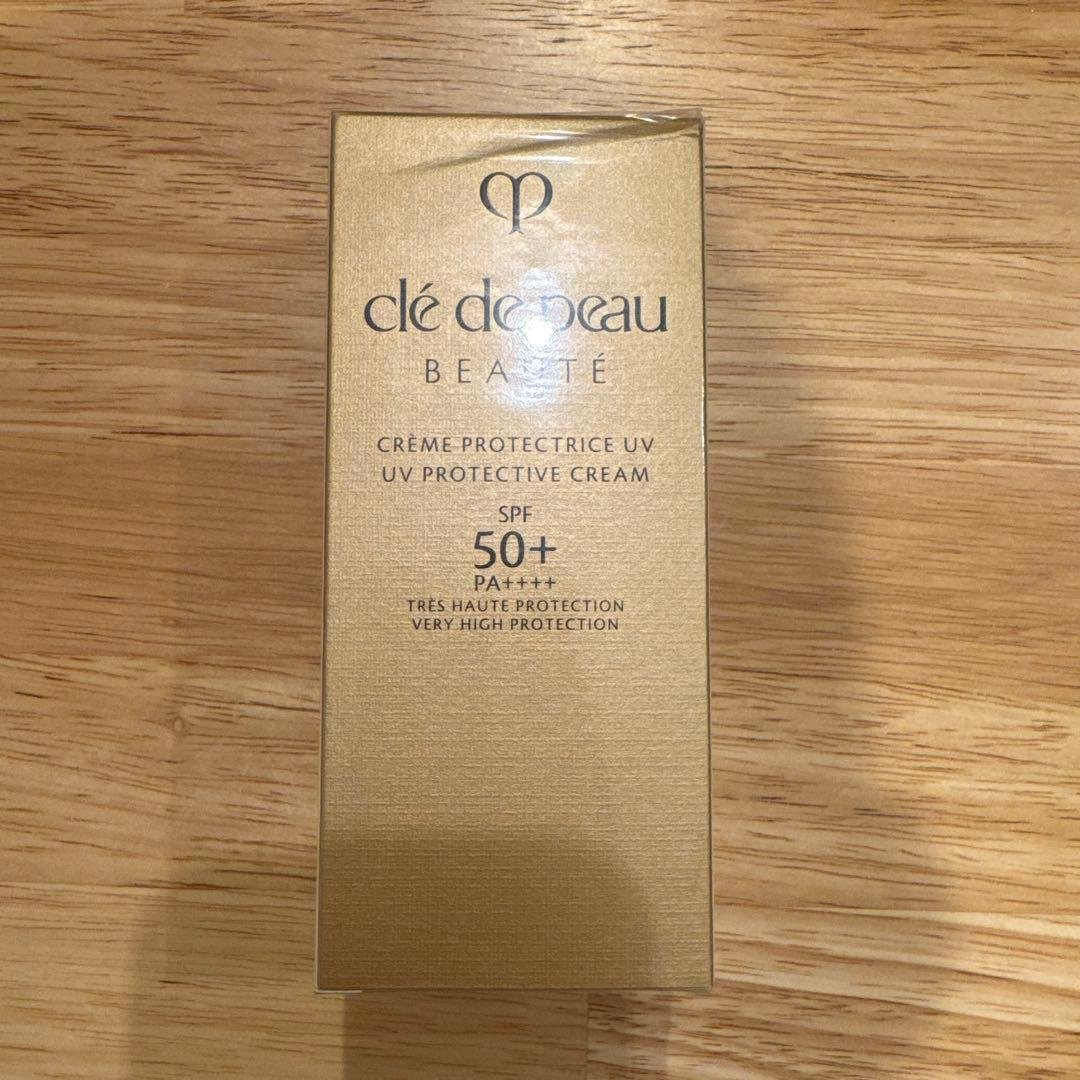 clé de peau
BEAUTÉ
CRÈME PROTECTRICE UV
UV PROTECTIVE CREAM
SPF
50+
PA++++
TRÈS HAUTE PROTECTION
VERY HIGH PROTECTION